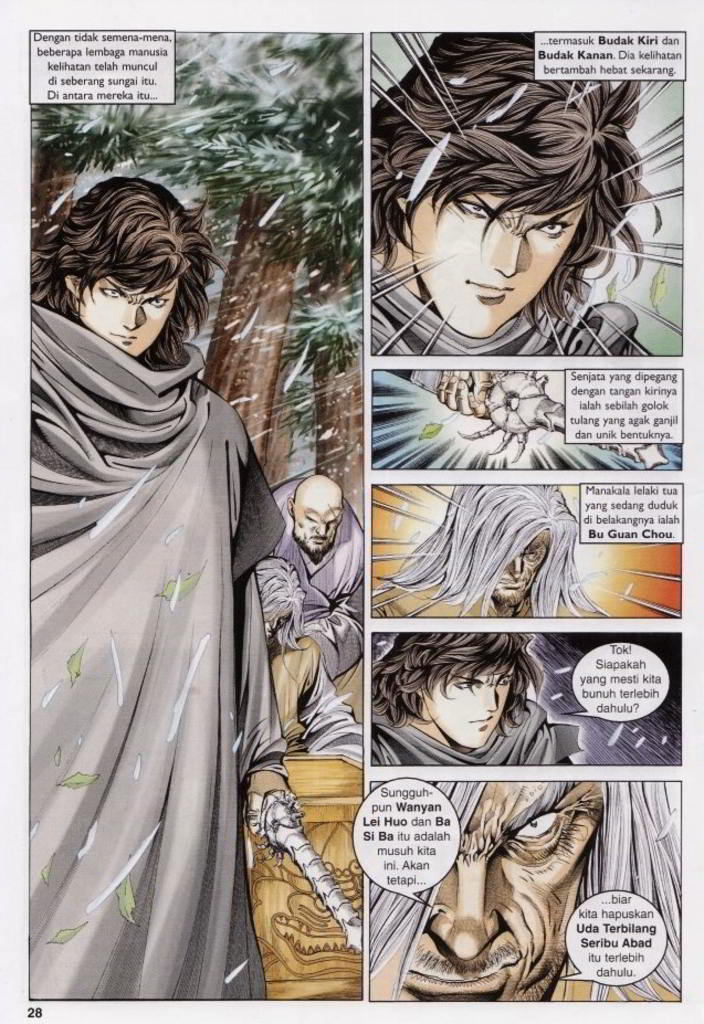 Dengan tidak semena-mena,
beberapa lembaga manusia
kelihatan telah muncul
di seberang sungai itu.
Di antara mereka itu...
...termasuk Budak Kiri dan
Budak Kanan. Dia kelihatan
bertambah hebat sekarang.
Senjata yang dipegang
dengan tangan kirinya
ialah sebilah golok
tulang yang agak ganjil
dan unik bentuknya.
Manakala lelaki tua
yang sedang duduk
di belakangnya ialah
Bu Guan Chou.
Tok!
Siapakah
yang mesti kita
bunuh terlebih
dahulu?
Sungguh-
pun Wanyan
Lei Huo dan Ba
Si Ba itu adalah
musuh kita
ini. Akan
tetapi...
...biar
kita hapuskan
Uda Terbilang
Seribu Abad
itu terlebih
dahulu.
28